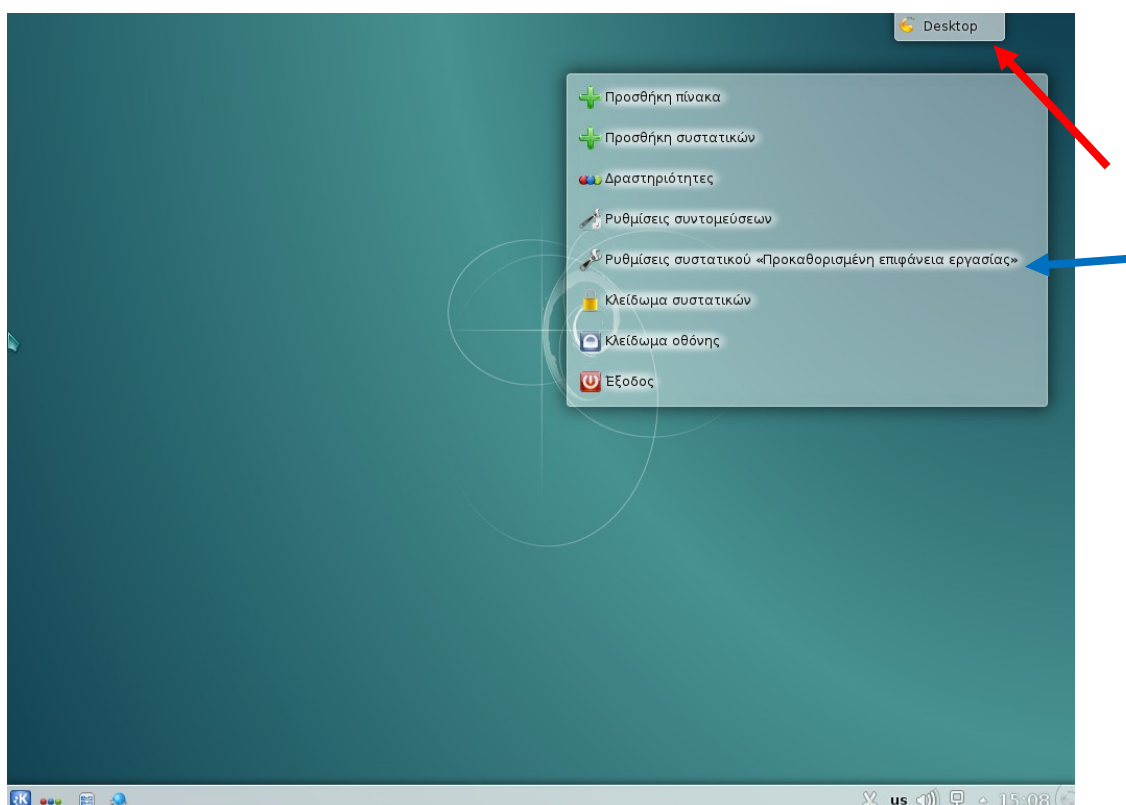 Desktop
Προσθήκη πίνακα
Προσθήκη συστατικών
Δραστηριότητες
Ρυθμίσεις συντομεύσεων
Ρυθμίσεις συστατικού «Προκαθορισμένη επιφάνεια εργασίας»
Κλείδωμα συστατικών
Κλείδωμα οθόνης
Έξοδος
us 15:08